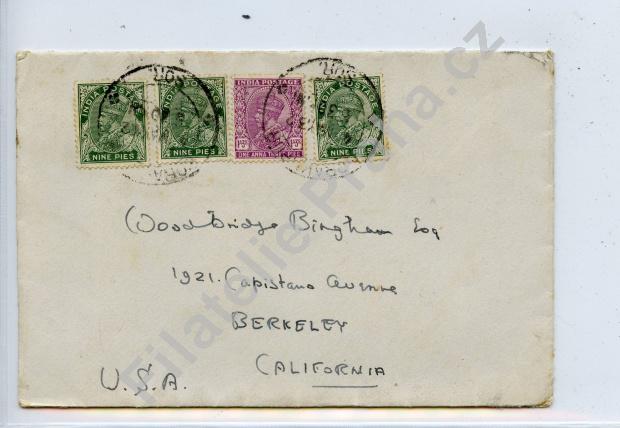 INDIA POSTAGE
NINE PIES
INDIA POSTAGE
NINE PIES
INDIA POSTAGE
INDIA POSTAGE
NINE PIES
Woodbridge Bingham Esq
1921. Capistano Avenue
BERKELEY
CALIFORNIA
U.S.A.
Filatelie-Praha.cz